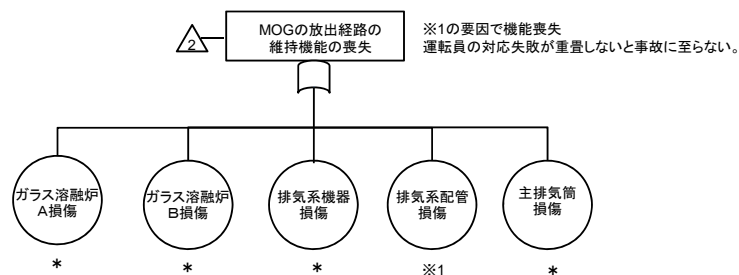 2
MOGの放出経路の
維持機能の喪失
※1の要因で機能喪失
運転員の対応失敗が重畳しないと事故に至らない。
ガラス溶融炉
A損傷
ガラス溶融炉
B損傷
排気系機器
損傷
排気系配管
損傷
主排気筒
損傷
*
*
*
※1
*